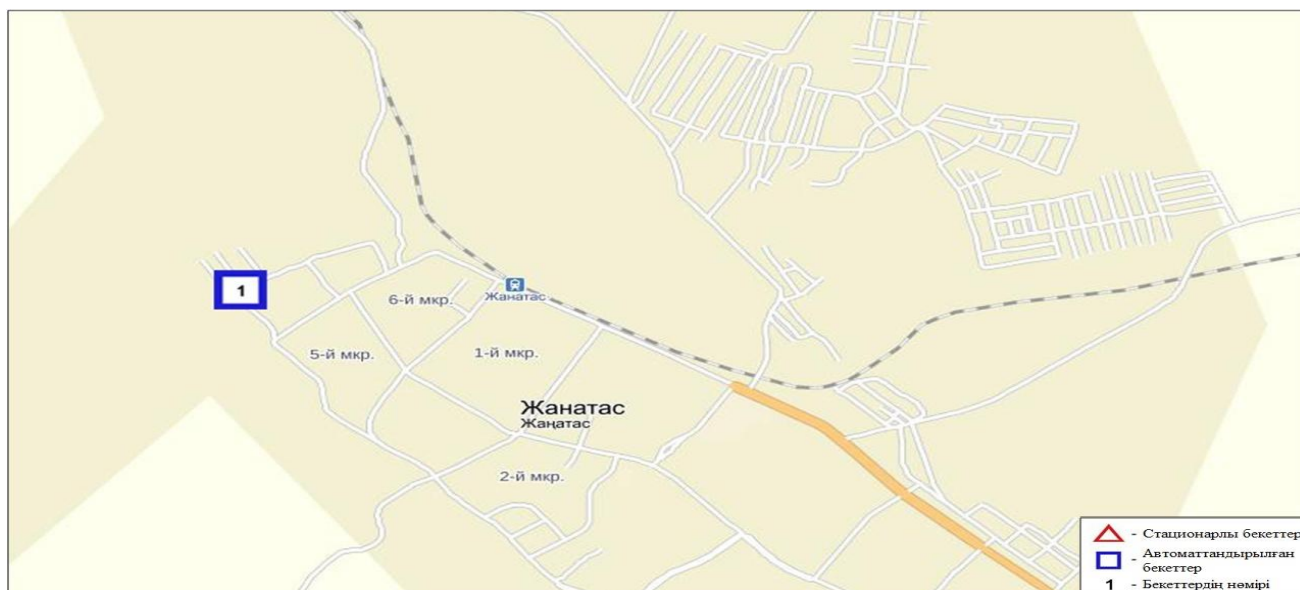 1
6-й мкр.
Жанатас
5-й мкр.
1-й мкр.
Жанатас
Жаңатас
2-й мкр.
- Стационарлы бекеттер
- Автоматтандырылған
бекеттер
1 - Бекеттердің нөмірі